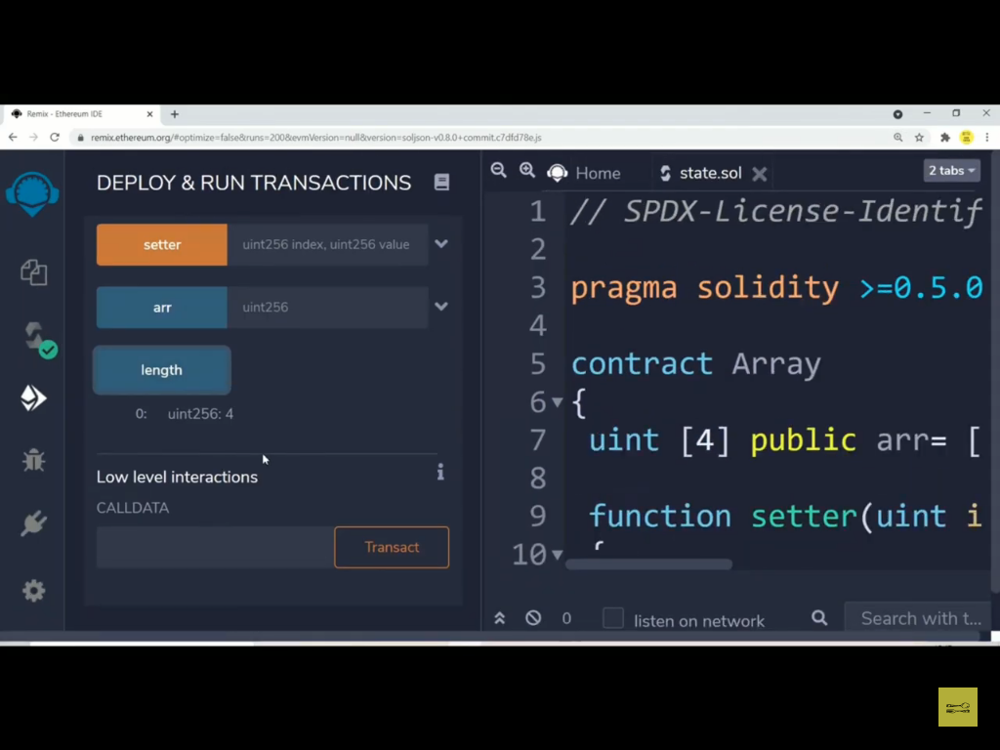 Remix - Ethereum IDE
remix.ethereum.org/#optimize=false&runs=200&evmVersion=null&version=soljson-v0.8.0+commit.c7dfd78e.js
DEPLOY & RUN TRANSACTIONS
setter uint256 index, uint256 value
arr uint256
length
0: uint256: 4
Low level interactions
i
CALLDATA
Transact
Home state.sol 2 tabs
1 // SPDX-License-Identif
2
3 pragma solidity >=0.5.0
4
5 contract Array
6 {
7 uint [4] public arr= [
8
9 function setter(uint i
10 {
0 listen on network Search with t...